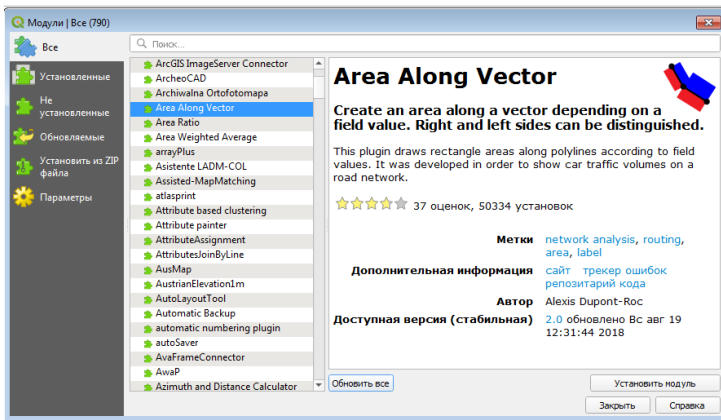 Модули | Все (790)
Все
Установленные
Не
установленные
Обновляемые
Установить из ZIP
файла
Параметры
Поиск...
ArcGIS ImageServer Connector
ArcheoCAD
Archiwalna Ortofotomapa
Area Along Vector
Area Ratio
Area Weighted Average
arrayPlus
Asistente LADM-COL
Assisted-MapMatching
atlasprint
Attribute based clustering
Attribute painter
AttributeAssignment
AttributesJoinByLine
AusMap
AustrianElevation1m
AutoLayoutTool
Automatic Backup
automatic numbering plugin
autoSaver
AvaFrameConnector
AwaP
Azimuth and Distance Calculator
Area Along Vector
Create an area along a vector depending on a
field value. Right and left sides can be distinguished.
This plugin draws rectangle areas along polylines according to field
values. It was developed in order to show car traffic volumes on a
road network.
37 оценок, 50334 установок
Метки network analysis, routing,
area, label
Дополнительная информация сайт трекер ошибок
репозитарий кода
Автор Alexis Dupont-Roc
Доступная версия (стабильная) 2.0 обновлено Вс авг 19
12:31:44 2018
Обновить все
Установить модуль
Закрыть
Справка